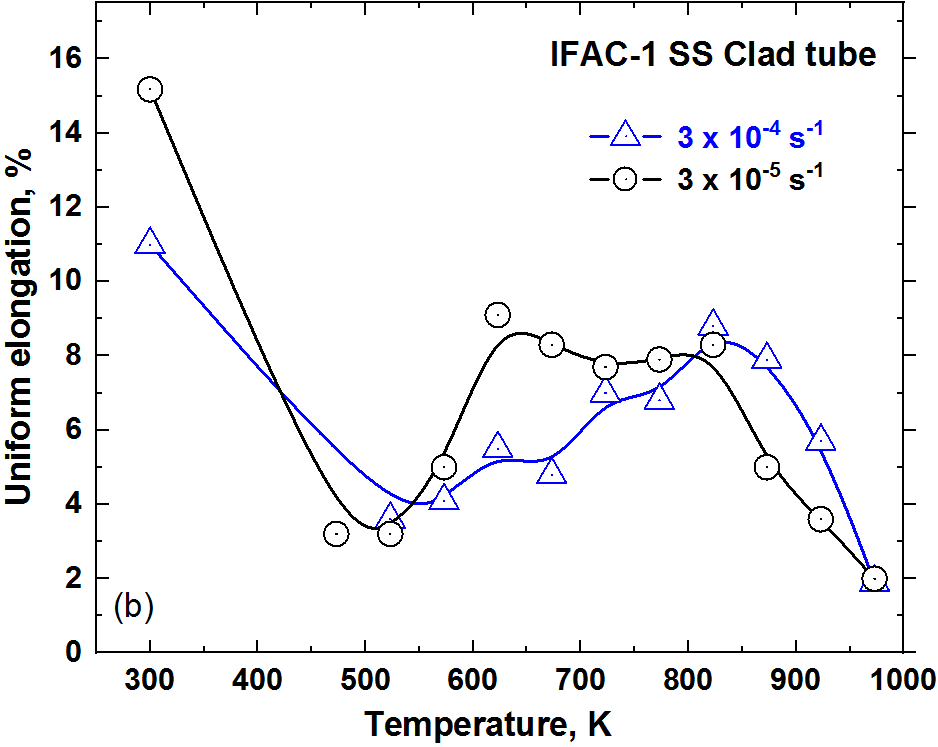 IFAC-1 SS Clad tube
3 x 10⁻⁴ s⁻¹
3 x 10⁻⁵ s⁻¹
Uniform elongation, %
16
14
12
10
8
6
4
2
0
(b)
300 400 500 600 700 800 900 1000
Temperature, K